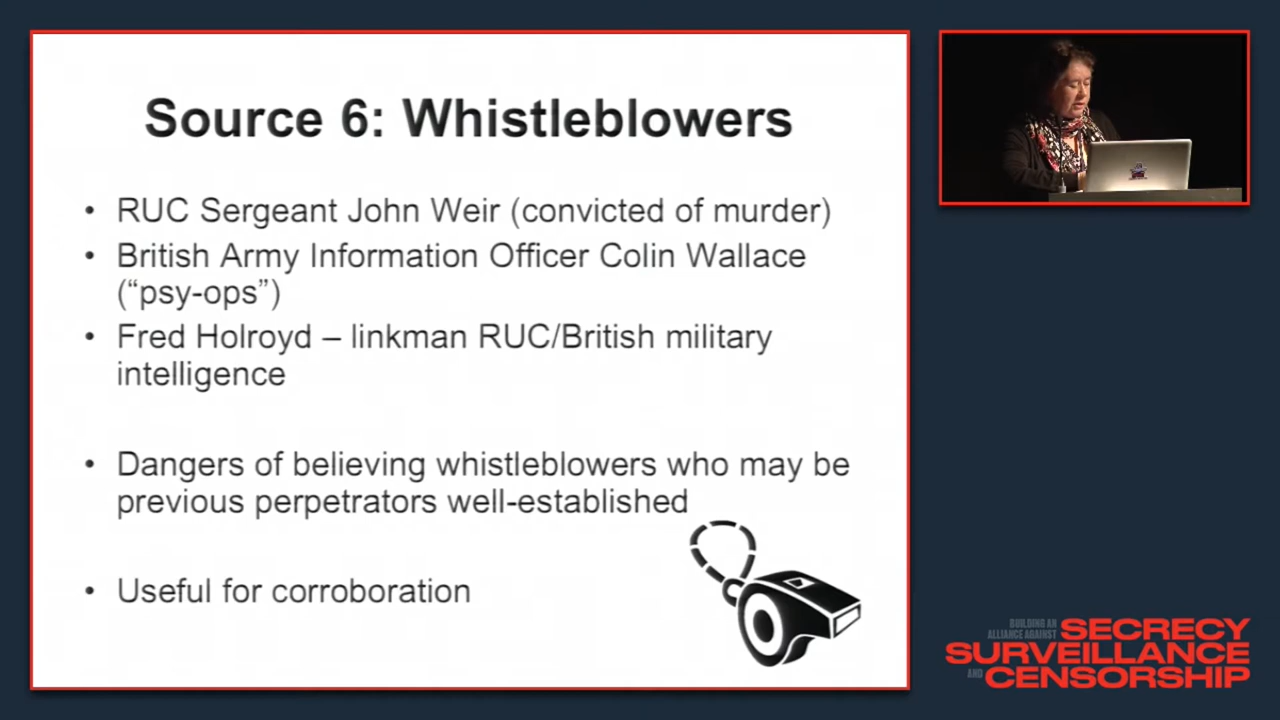 Source 6: Whistleblowers
• RUC Sergeant John Weir (convicted of murder)
• British Army Information Officer Colin Wallace
(“psy-ops”)
• Fred Holroyd – linkman RUC/British military
intelligence
• Dangers of believing whistleblowers who may be
previous perpetrators well-established
• Useful for corroboration
BUILDING AN
ALLIANCE AGAINST SECRECY
SURVEILLANCE
AND CENSORSHIP